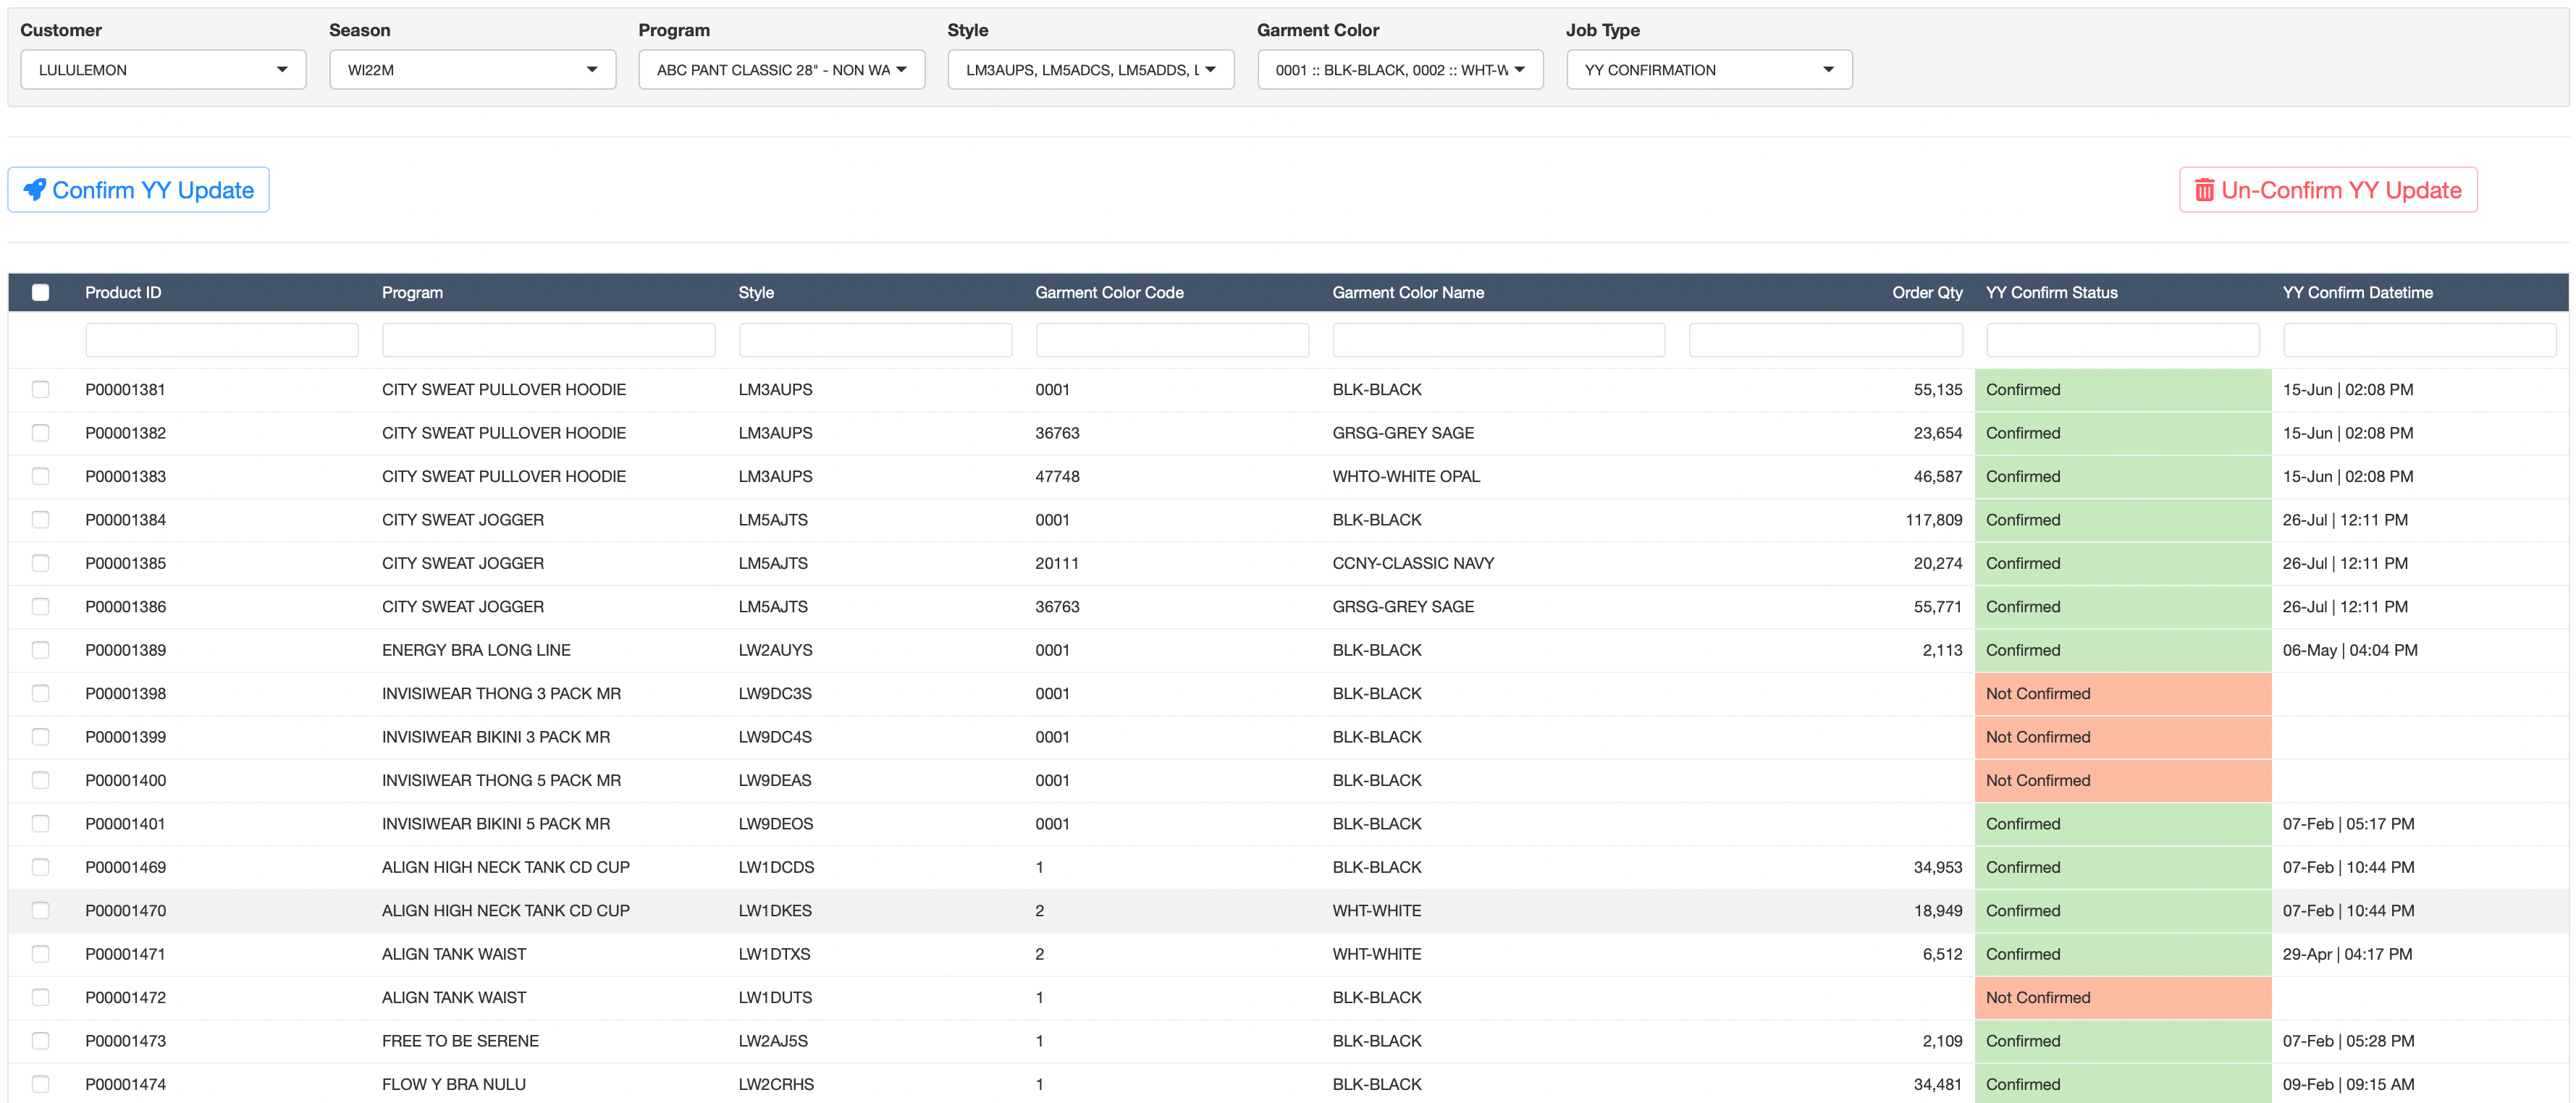 Customer Season Program Style Garment Color Job Type
LULULEMON WI22M ABC PANT CLASSIC 28" - NON WA LM3AUPS, LM5ADCS, LM5ADDS, L 0001 :: BLK-BLACK, 0002 :: WHT-W YY CONFIRMATION
Confirm YY Update Un-Confirm YY Update
Product ID Program Style Garment Color Code Garment Color Name Order Qty YY Confirm Status YY Confirm Datetime
P00001381 CITY SWEAT PULLOVER HOODIE LM3AUPS 0001 BLK-BLACK 55,135 Confirmed 15-Jun | 02:08 PM
P00001382 CITY SWEAT PULLOVER HOODIE LM3AUPS 36763 GRSG-GREY SAGE 23,654 Confirmed 15-Jun | 02:08 PM
P00001383 CITY SWEAT PULLOVER HOODIE LM3AUPS 47748 WHTO-WHITE OPAL 46,587 Confirmed 15-Jun | 02:08 PM
P00001384 CITY SWEAT JOGGER LM5AJTS 0001 BLK-BLACK 117,809 Confirmed 26-Jul | 12:11 PM
P00001385 CITY SWEAT JOGGER LM5AJTS 20111 CCNY-CLASSIC NAVY 20,274 Confirmed 26-Jul | 12:11 PM
P00001386 CITY SWEAT JOGGER LM5AJTS 36763 GRSG-GREY SAGE 55,771 Confirmed 26-Jul | 12:11 PM
P00001389 ENERGY BRA LONG LINE LW2AUYS 0001 BLK-BLACK 2,113 Confirmed 06-May | 04:04 PM
P00001398 INVISIWEAR THONG 3 PACK MR LW9DC3S 0001 BLK-BLACK Not Confirmed
P00001399 INVISIWEAR BIKINI 3 PACK MR LW9DC4S 0001 BLK-BLACK Not Confirmed
P00001400 INVISIWEAR THONG 5 PACK MR LW9DEAS 0001 BLK-BLACK Not Confirmed
P00001401 INVISIWEAR BIKINI 5 PACK MR LW9DEOS 0001 BLK-BLACK Confirmed 07-Feb | 05:17 PM
P00001469 ALIGN HIGH NECK TANK CD CUP LW1DCDS 1 BLK-BLACK 34,953 Confirmed 07-Feb | 10:44 PM
P00001470 ALIGN HIGH NECK TANK CD CUP LW1DKES 2 WHT-WHITE 18,949 Confirmed 07-Feb | 10:44 PM
P00001471 ALIGN TANK WAIST LW1DTXS 2 WHT-WHITE 6,512 Confirmed 29-Apr | 04:17 PM
P00001472 ALIGN TANK WAIST LW1DUTS 1 BLK-BLACK Not Confirmed
P00001473 FREE TO BE SERENE LW2AJ5S 1 BLK-BLACK 2,109 Confirmed 07-Feb | 05:28 PM
P00001474 FLOW Y BRA NULU LW2CRHS 1 BLK-BLACK 34,481 Confirmed 09-Feb | 09:15 AM